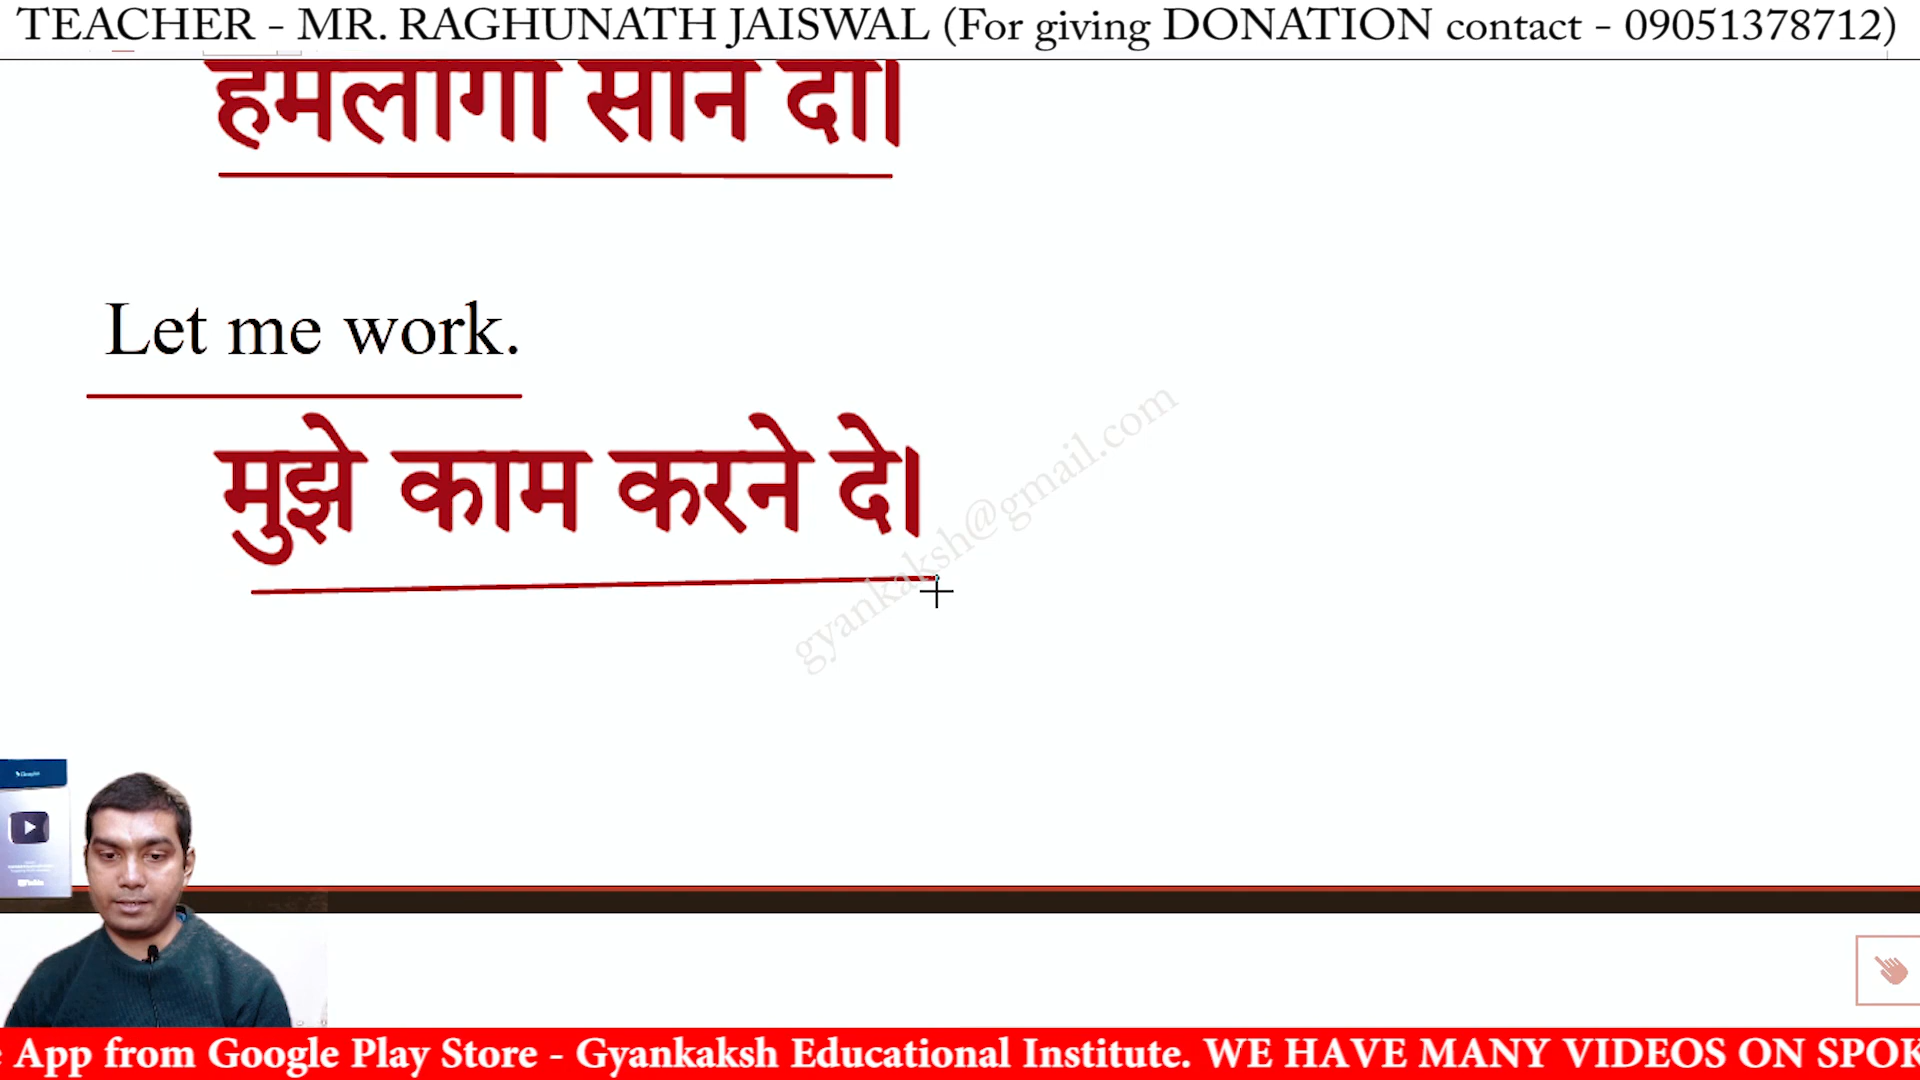 TEACHER - MR. RAGHUNATH JAISWAL (For giving DONATION contact - 09051378712)
Let me work.
मुझे काम करने दे।
gyankaksh@gmail.com
App from Google Play Store - Gyankaksh Educational Institute. WE HAVE MANY VIDEOS ON